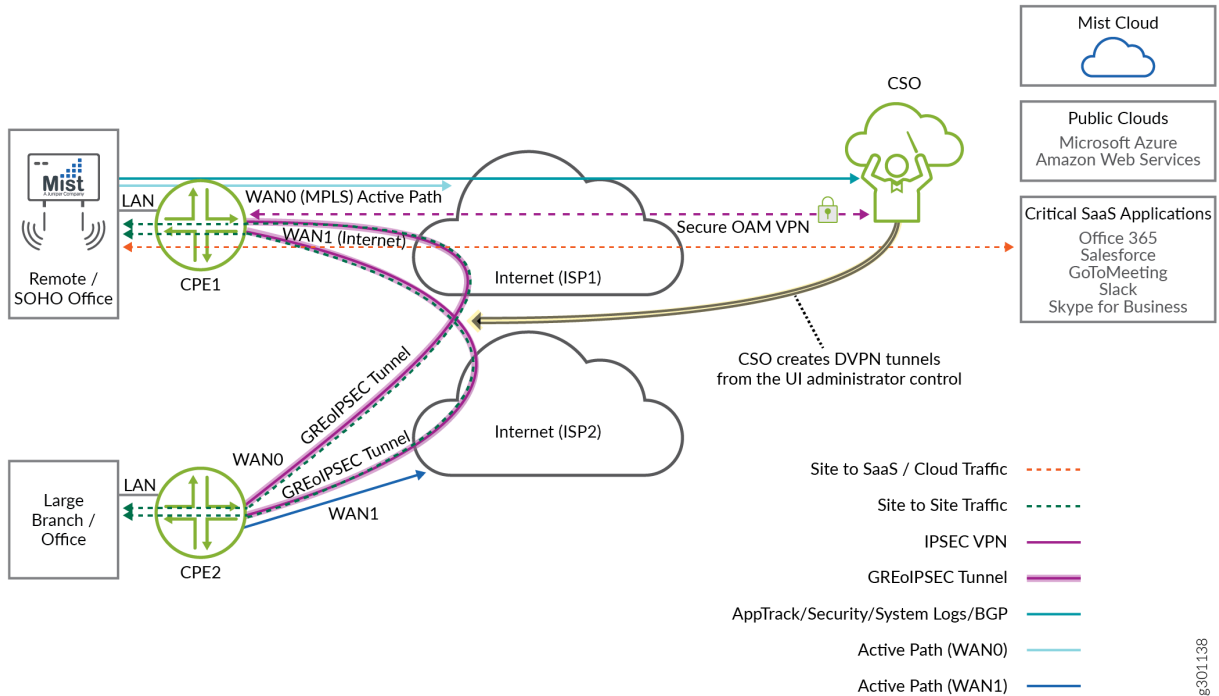 Mist Cloud
CSO
Public Clouds
Microsoft Azure
Amazon Web Services
Mist
A Juniper Company
LAN
WAN0 (MPLS) Active Path
Secure OAM VPN
WAN1 (Internet)
Critical SaaS Applications
Office 365
Salesforce
GoToMeeting
Slack
Skype for Business
Remote /
SOHO Office
CPE1
Internet (ISP1)
CSO creates DVPN tunnels
from the UI administrator control
GREoIPSEC Tunnel
Internet (ISP2)
GREoIPSEC Tunnel
WAN0
LAN
Large
Branch /
Office
WAN1
CPE2
Site to SaaS / Cloud Traffic
Site to Site Traffic
IPSEC VPN
GREoIPSEC Tunnel
AppTrack/Security/System Logs/BGP
Active Path (WAN0)
Active Path (WAN1)
g301138